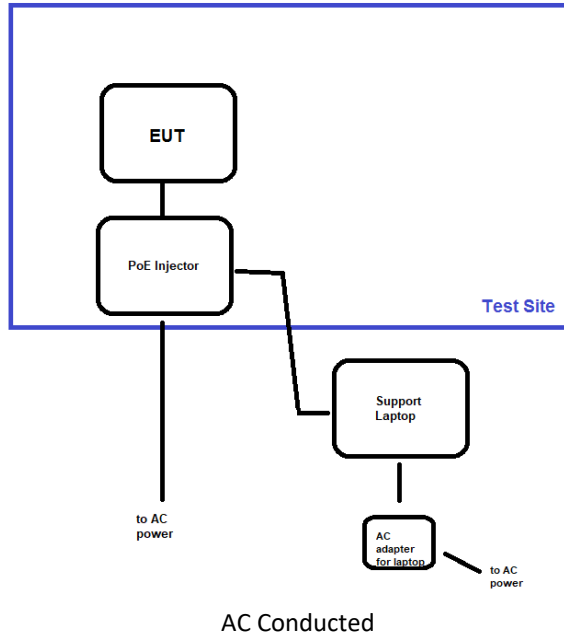 EUT
PoE Injector
Test Site
Support
Laptop
to AC
power
AC
adapter
for laptop
to AC
power
AC Conducted